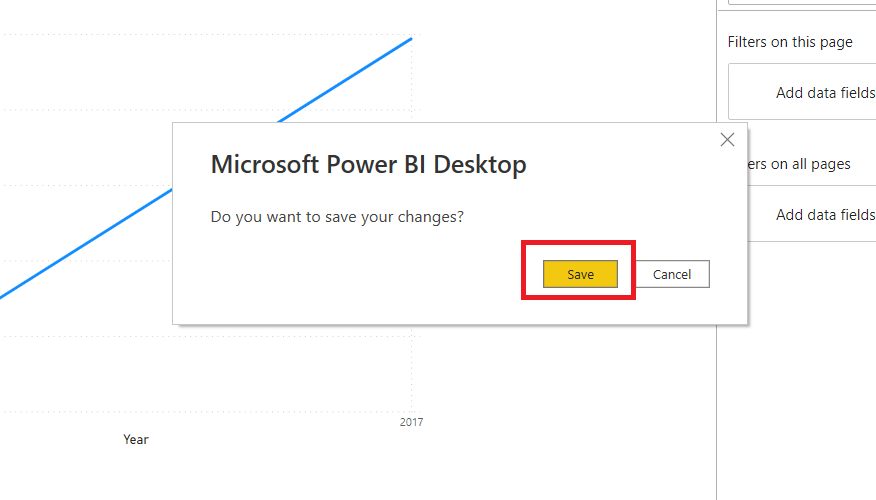 Filters on this page
Add data fields
Microsoft Power BI Desktop
ers on all pages
Do you want to save your changes?
Add data fields
Save
Cancel
2017
Year